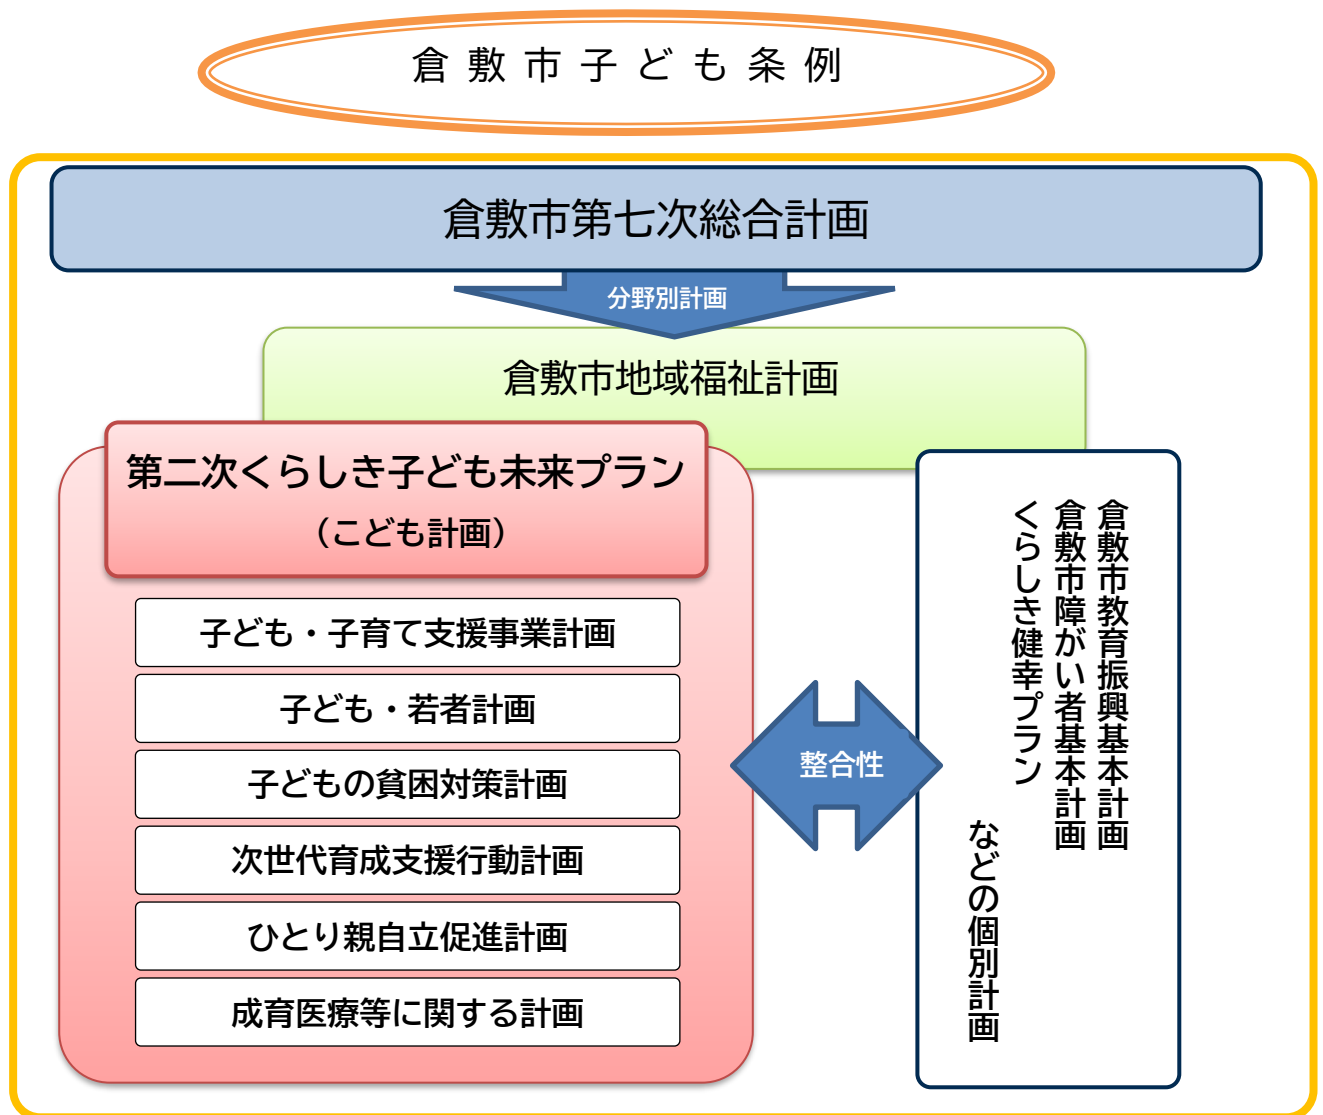 倉敷市子ども条例
倉敷市第七次総合計画
分野別計画
倉敷市地域福祉計画
第二次くらしき子ども未来プラン
（こども計画）
子ども・子育て支援事業計画
子ども・若者計画
子どもの貧困対策計画
次世代育成支援行動計画
ひとり親自立促進計画
成育医療等に関する計画
整合性
倉敷市教育振興基本計画
倉敷市障がい者基本計画
くらしき健幸プラン
などの個別計画